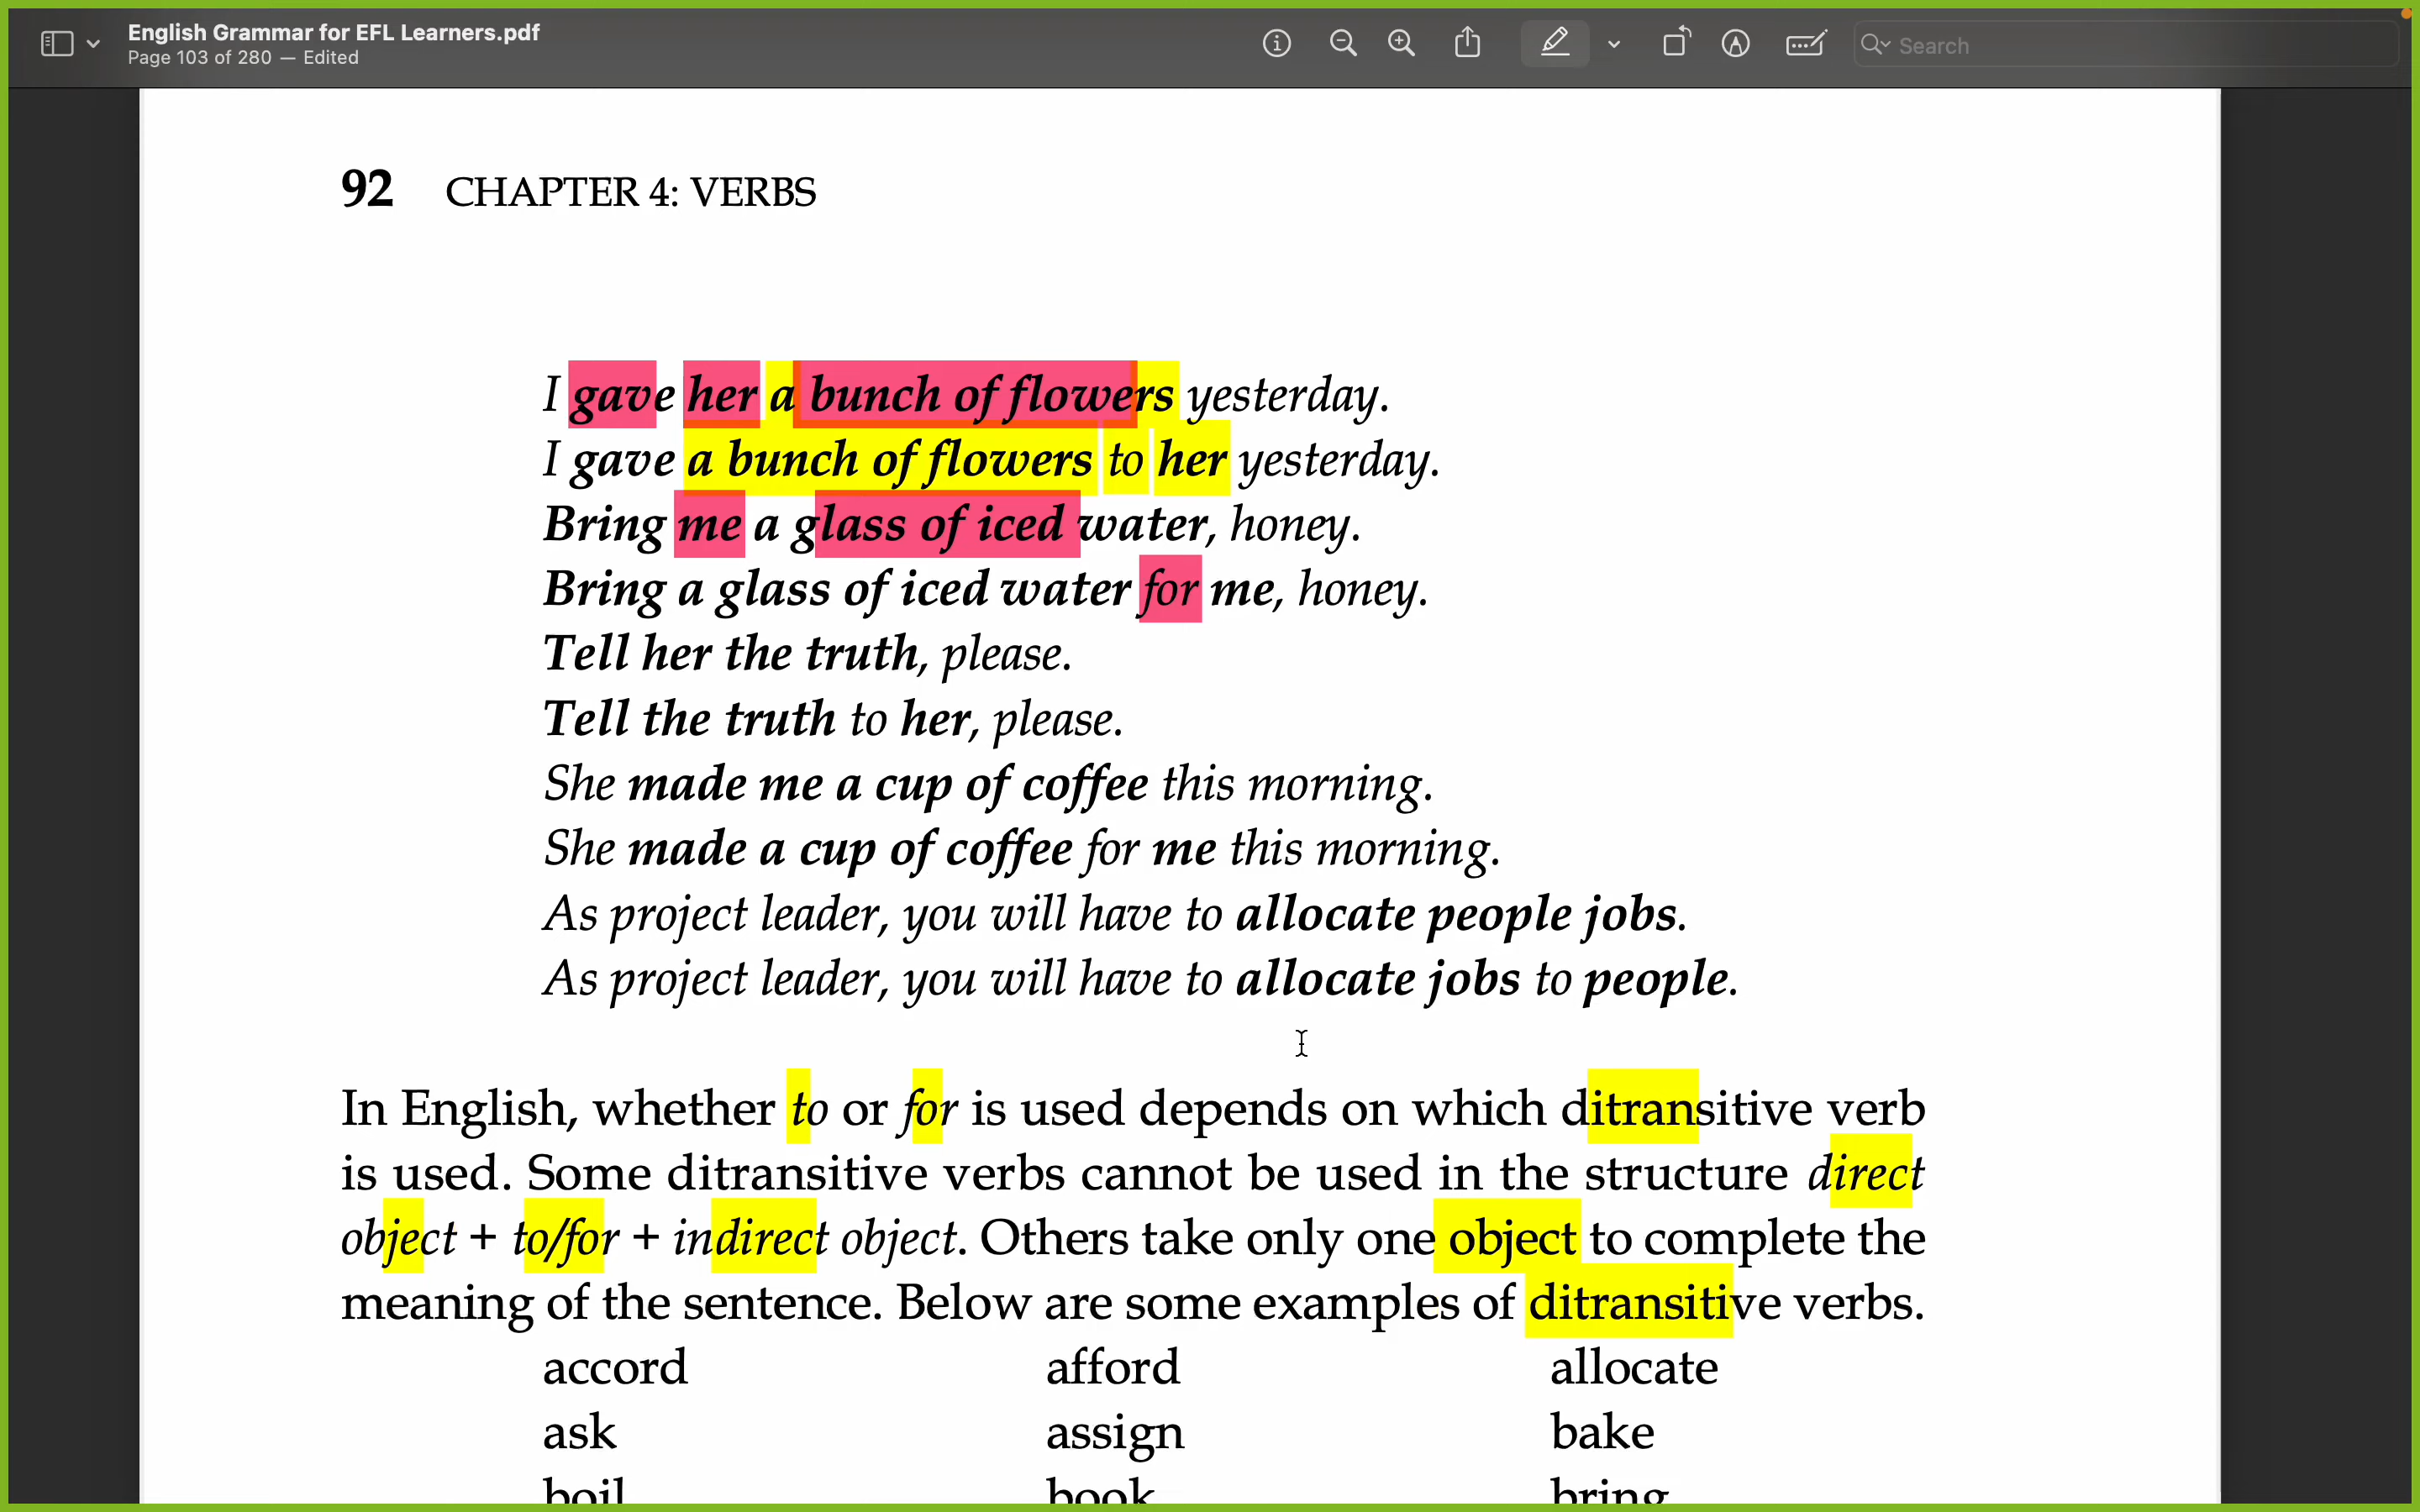 English Grammar for EFL Learners.pdf
Page 103 of 280 — Edited
Search
92 CHAPTER 4: VERBS
I gave her a bunch of flowers yesterday.
I gave a bunch of flowers to her yesterday.
Bring me a glass of iced water, honey.
Bring a glass of iced water for me, honey.
Tell her the truth, please.
Tell the truth to her, please.
She made me a cup of coffee this morning.
She made a cup of coffee for me this morning.
As project leader, you will have to allocate people jobs.
As project leader, you will have to allocate jobs to people.
In English, whether to or for is used depends on which ditransitive verb
is used. Some ditransitive verbs cannot be used in the structure direct
object + to/for + indirect object. Others take only one object to complete the
meaning of the sentence. Below are some examples of ditransitive verbs.
accord afford allocate
ask assign bake
boil book bring